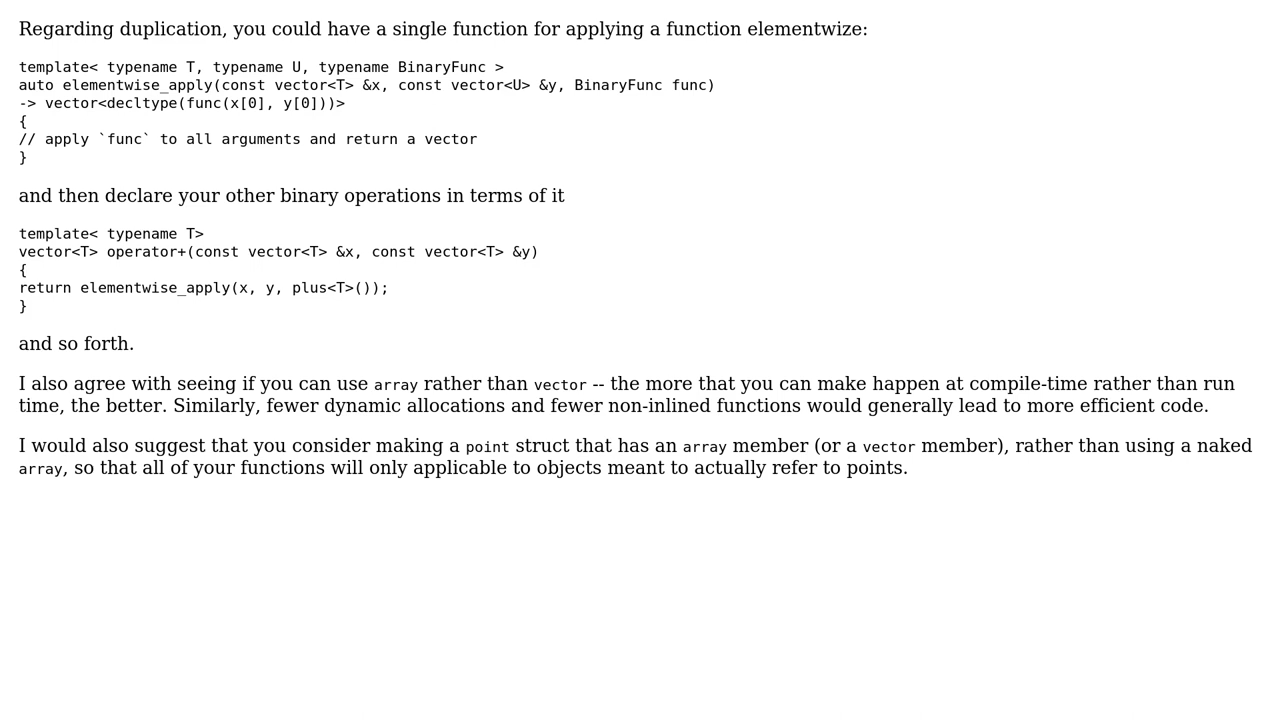 Regarding duplication, you could have a single function for applying a function elementwize:
template< typename T, typename U, typename BinaryFunc >
auto elementwise_apply(const vector<T> &x, const vector<U> &y, BinaryFunc func)
-> vector<decltype(func(x[0], y[0]))>
{
// apply `func` to all arguments and return a vector
}
and then declare your other binary operations in terms of it
template< typename T>
vector<T> operator+(const vector<T> &x, const vector<T> &y)
{
return elementwise_apply(x, y, plus<T>());
}
and so forth.
I also agree with seeing if you can use array rather than vector -- the more that you can make happen at compile-time rather than run
time, the better. Similarly, fewer dynamic allocations and fewer non-inlined functions would generally lead to more efficient code.
I would also suggest that you consider making a point struct that has an array member (or a vector member), rather than using a naked
array, so that all of your functions will only applicable to objects meant to actually refer to points.